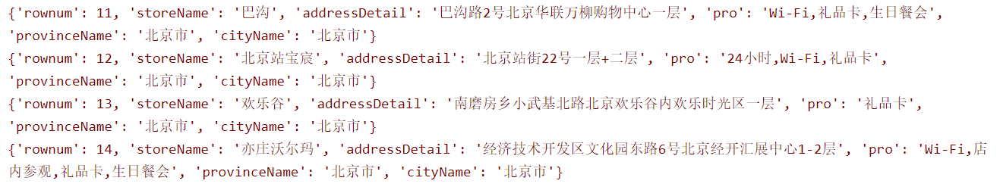 {'rownum': 11, 'storeName': '巴沟', 'addressDetail': '巴沟路2号北京华联万柳购物中心一层', 'pro': 'Wi-Fi,礼品卡,生日餐会',
'provinceName': '北京市', 'cityName': '北京市'}
{'rownum': 12, 'storeName': '北京站宝宸', 'addressDetail': '北京站街22号一层+二层', 'pro': '24小时,Wi-Fi,礼品卡',
'provinceName': '北京市', 'cityName': '北京市'}
{'rownum': 13, 'storeName': '欢乐谷', 'addressDetail': '南磨房乡小武基北路北京欢乐谷内欢乐时光区一层', 'pro': '礼品卡',
'provinceName': '北京市', 'cityName': '北京市'}
{'rownum': 14, 'storeName': '亦庄沃尔玛', 'addressDetail': '经济技术开发区文化园东路6号北京经开汇展中心1-2层', 'pro': 'Wi-Fi,店
内参观,礼品卡,生日餐会', 'provinceName': '北京市', 'cityName': '北京市'}